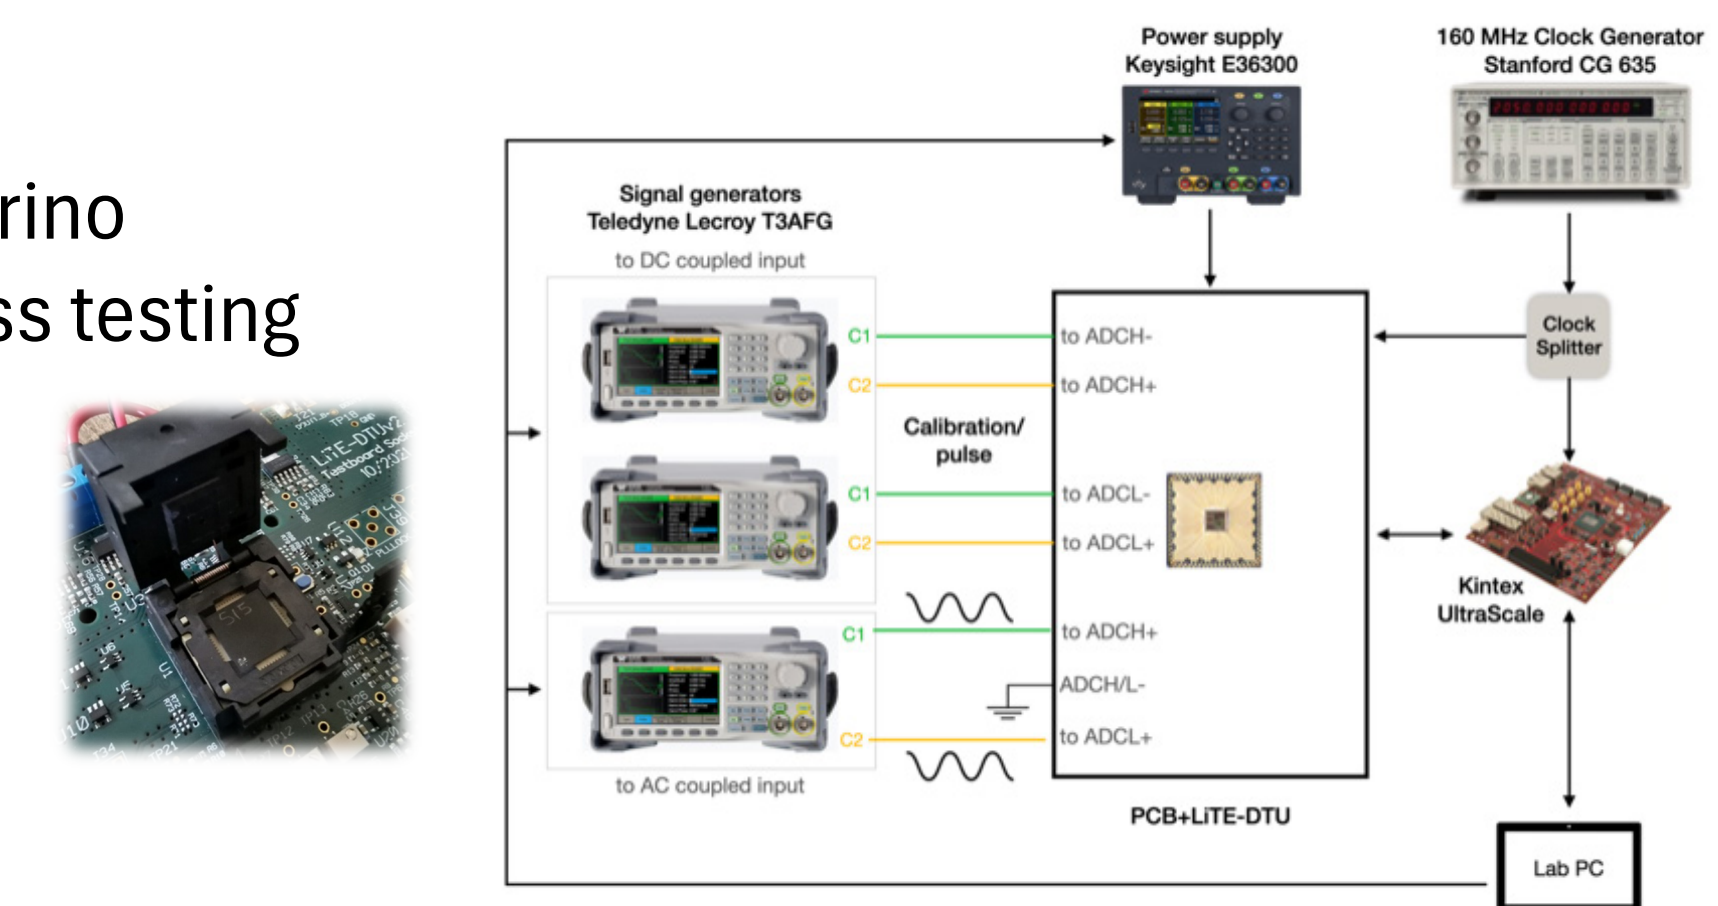 rino
ss testing
Power supply
Keysight E36300
160 MHz Clock Generator
Stanford CG 635
Signal generators
Teledyne Lecroy T3AFG
to DC coupled input
C1
to ADCH-
C2
to ADCH+
Calibration/
pulse
C1
to ADCL-
C2
to ADCL+
C1
to ADCH+
ADCH/L-
C2
to ADCL+
to AC coupled input
PCB+LiTE-DTU
Clock
Splitter
Kintex
UltraScale
Lab PC
LiTE-DTUv2
SIS
U1
TP21